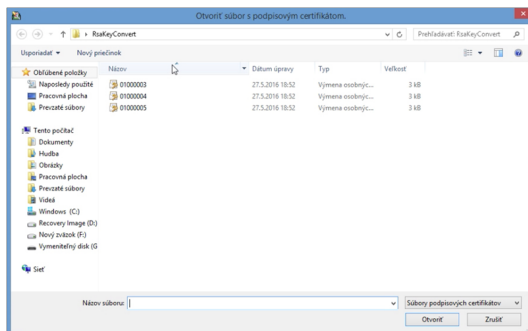 Otvoriť súbor s podpisovým certifikátom.
RsaKeyConvert
Prehľadávať: RsaKeyConvert
Usporiadať
Nový priečinok
Názov
Dátum úpravy
Typ
Veľkosť
Obľúbené položky
Naposledy použité
Pracovná plocha
Prevzaté súbory
01000003 27.5.2016 18:52 Výmena osobnýc... 3 kB
01000004 27.5.2016 18:52 Výmena osobnýc... 3 kB
01000005 27.5.2016 18:52 Výmena osobnýc... 3 kB
Tento počítač
Dokumenty
Hudba
Obrázky
Pracovná plocha
Prevzaté súbory
Videá
Windows (C:)
Recovery Image (D:)
Nový zväzok (F:)
Vymeniteľný disk (G
Sieť
Názov súboru:
Súbory podpisových certifikátov
Otvoriť
Zrušiť